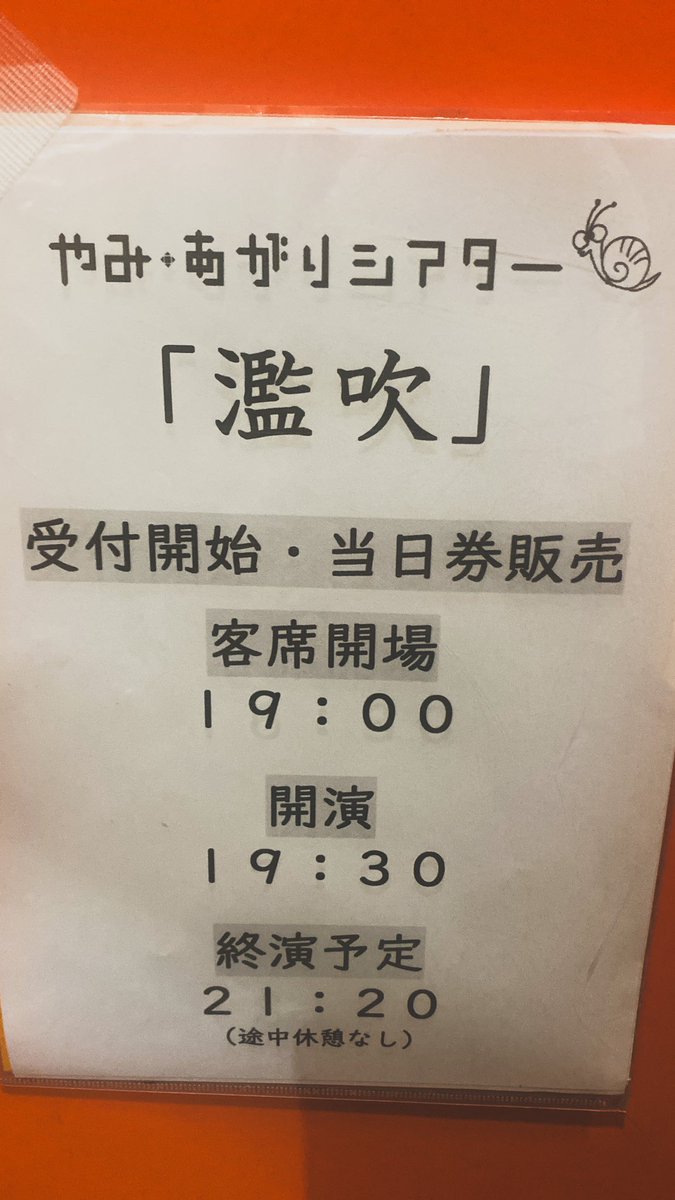 やみ・あがりシアター
「濫吹」
受付開始・当日券販売
客席開場
19:00
開演
19:30
終演予定
21:20
(途中休憩なし)